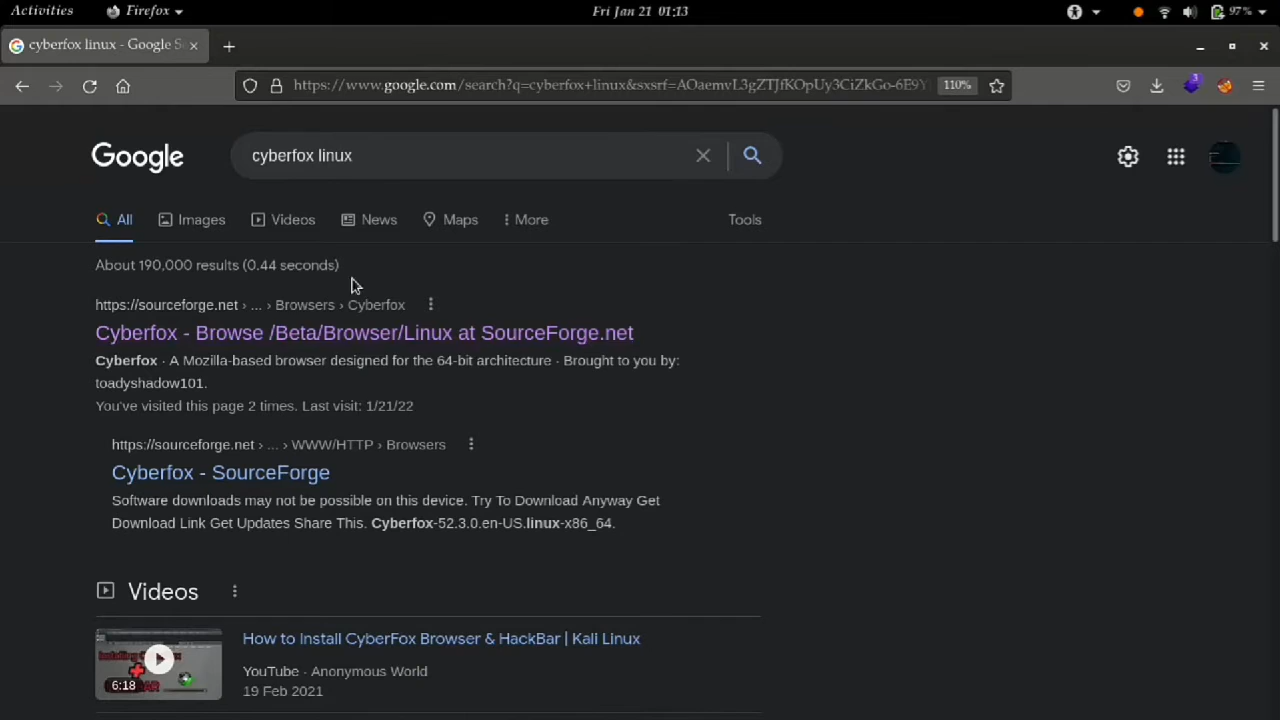 Activities Firefox Fri Jan 21 01:13 97%
cyberfox linux - Google S
https://www.google.com/search?q=cyberfox+linux&sxsrf=AOaemvL3gZTJfKOpUy3CiZkGo-6E9Y 110% 3
Google cyberfox linux
All Images Videos News Maps More Tools
About 190,000 results (0.44 seconds)
https://sourceforge.net › ... › Browsers › Cyberfox
Cyberfox - Browse /Beta/Browser/Linux at SourceForge.net
Cyberfox · A Mozilla-based browser designed for the 64-bit architecture · Brought to you by:
toadyshadow101.
You've visited this page 2 times. Last visit: 1/21/22
https://sourceforge.net › ... › WWW/HTTP › Browsers
Cyberfox - SourceForge
Software downloads may not be possible on this device. Try To Download Anyway Get
Download Link Get Updates Share This. Cyberfox-52.3.0.en-US.linux-x86_64.
Videos
How to Install CyberFox Browser & HackBar | Kali Linux
YouTube · Anonymous World
6:18
19 Feb 2021